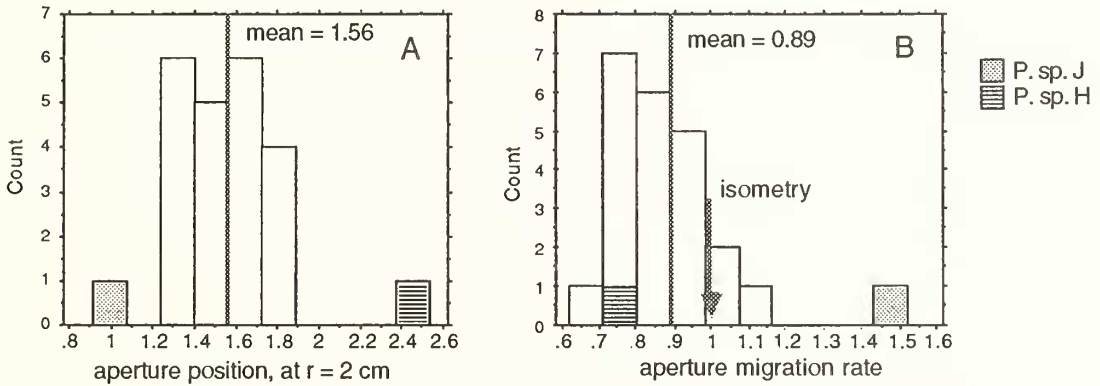 7
6
5
4
3
2
1
0
Count
mean = 1.56
A
.8 1 1.2 1.4 1.6 1.8 2 2.2 2.4 2.6
aperture position, at r = 2 cm
8
7
6
5
4
3
2
1
0
Count
mean = 0.89
B
isometry
.6 .7 .8 .9 1 1.1 1.2 1.3 1.4 1.5 1.6
aperture migration rate
P. sp. J
P. sp. H